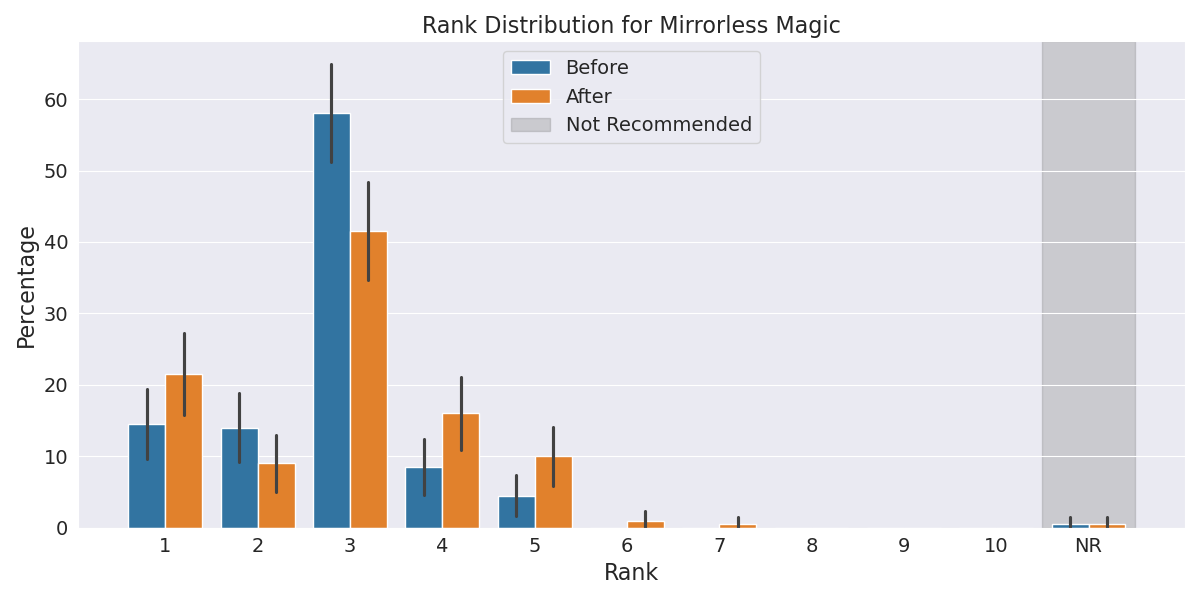 Rank Distribution for Mirrorless Magic
Before
After
Not Recommended
Percentage
60
50
40
30
20
10
0
1 2 3 4 5 6 7 8 9 10 NR
Rank